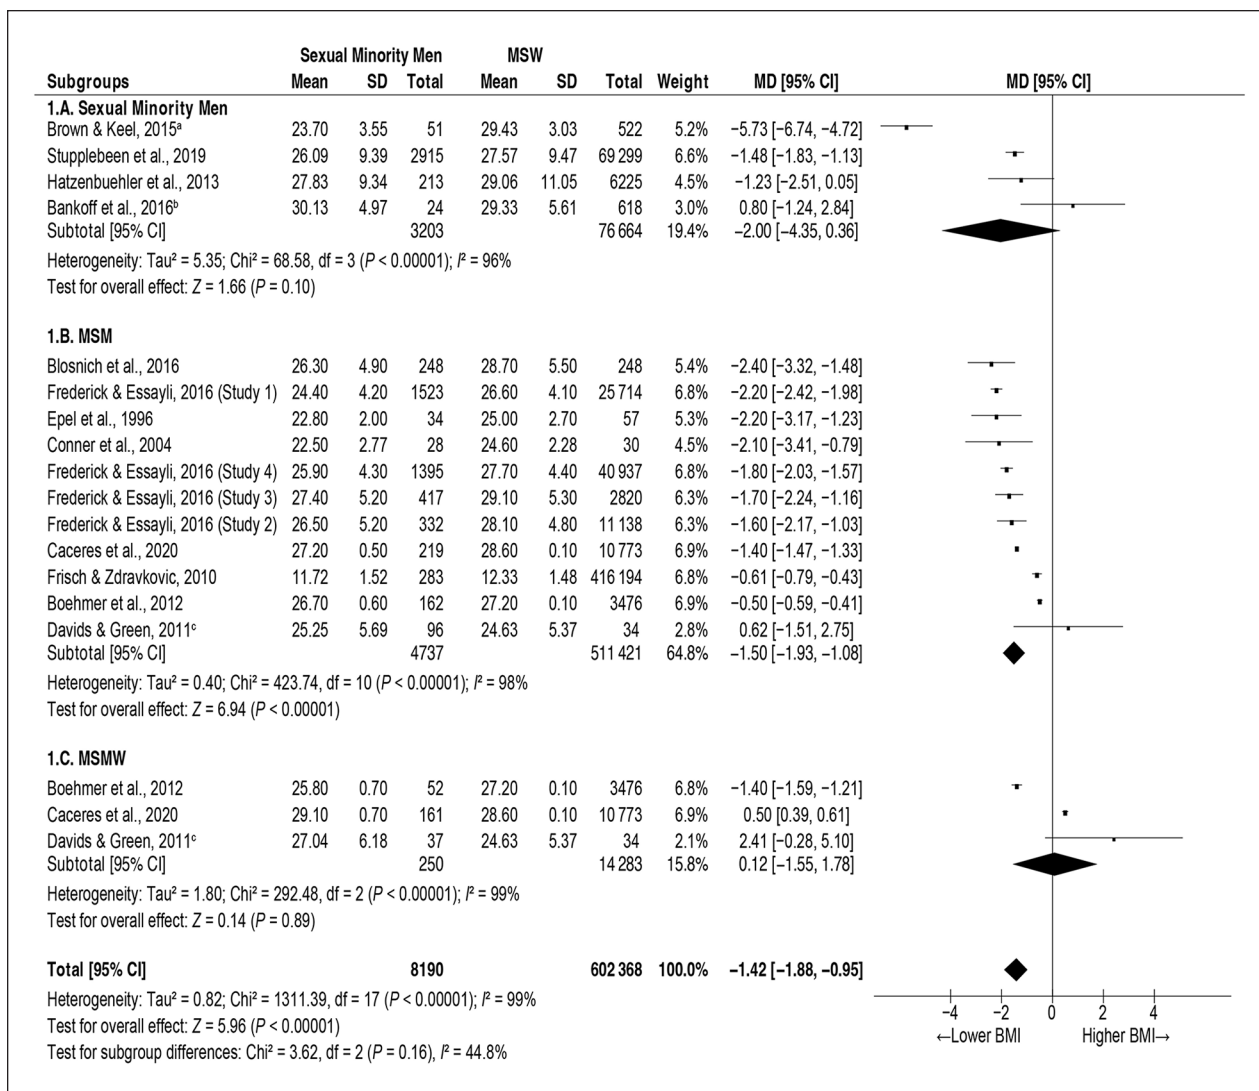 Sexual Minority Men MSW
Subgroups Mean SD Total Mean SD Total Weight MD [95% CI] MD [95% CI]
1.A. Sexual Minority Men
Brown & Keel, 2015ᵃ 23.70 3.55 51 29.43 3.03 522 5.2% −5.73 [−6.74, −4.72]
Stupplebeen et al., 2019 26.09 9.39 2915 27.57 9.47 69 299 6.6% −1.48 [−1.83, −1.13]
Hatzenbuehler et al., 2013 27.83 9.34 213 29.06 11.05 6225 4.5% −1.23 [−2.51, 0.05]
Bankoff et al., 2016ᵇ 30.13 4.97 24 29.33 5.61 618 3.0% 0.80 [−1.24, 2.84]
Subtotal [95% CI] 3203 76 664 19.4% −2.00 [−4.35, 0.36]
Heterogeneity: Tau² = 5.35; Chi² = 68.58, df = 3 (P < 0.00001); I² = 96%
Test for overall effect: Z = 1.66 (P = 0.10)
1.B. MSM
Blosnich et al., 2016 26.30 4.90 248 28.70 5.50 248 5.4% −2.40 [−3.32, −1.48]
Frederick & Essayli, 2016 (Study 1) 24.40 4.20 1523 26.60 4.10 25 714 6.8% −2.20 [−2.42, −1.98]
Epel et al., 1996 22.80 2.00 34 25.00 2.70 57 5.3% −2.20 [−3.17, −1.23]
Conner et al., 2004 22.50 2.77 28 24.60 2.28 30 4.5% −2.10 [−3.41, −0.79]
Frederick & Essayli, 2016 (Study 4) 25.90 4.30 1395 27.70 4.40 40 937 6.8% −1.80 [−2.03, −1.57]
Frederick & Essayli, 2016 (Study 3) 27.40 5.20 417 29.10 5.30 2820 6.3% −1.70 [−2.24, −1.16]
Frederick & Essayli, 2016 (Study 2) 26.50 5.20 332 28.10 4.80 11 138 6.3% −1.60 [−2.17, −1.03]
Caceres et al., 2020 27.20 0.50 219 28.60 0.10 10 773 6.9% −1.40 [−1.47, −1.33]
Frisch & Zdravkovic, 2010 11.72 1.52 283 12.33 1.48 416 194 6.8% −0.61 [−0.79, −0.43]
Boehmer et al., 2012 26.70 0.60 162 27.20 0.10 3476 6.9% −0.50 [−0.59, −0.41]
Davids & Green, 2011ᶜ 25.25 5.69 96 24.63 5.37 34 2.8% 0.62 [−1.51, 2.75]
Subtotal [95% CI] 4737 511 421 64.8% −1.50 [−1.93, −1.08]
Heterogeneity: Tau² = 0.40; Chi² = 423.74, df = 10 (P < 0.00001); I² = 98%
Test for overall effect: Z = 6.94 (P < 0.00001)
1.C. MSMW
Boehmer et al., 2012 25.80 0.70 52 27.20 0.10 3476 6.8% −1.40 [−1.59, −1.21]
Caceres et al., 2020 29.10 0.70 161 28.60 0.10 10 773 6.9% 0.50 [0.39, 0.61]
Davids & Green, 2011ᶜ 27.04 6.18 37 24.63 5.37 34 2.1% 2.41 [−0.28, 5.10]
Subtotal [95% CI] 250 14 283 15.8% 0.12 [−1.55, 1.78]
Heterogeneity: Tau² = 1.80; Chi² = 292.48, df = 2 (P < 0.00001); I² = 99%
Test for overall effect: Z = 0.14 (P = 0.89)
Total [95% CI] 8190 602 368 100.0% −1.42 [−1.88, −0.95]
Heterogeneity: Tau² = 0.82; Chi² = 1311.39, df = 17 (P < 0.00001); I² = 99%
Test for overall effect: Z = 5.96 (P < 0.00001)
Test for subgroup differences: Chi² = 3.62, df = 2 (P = 0.16), I² = 44.8%
−4 −2 0 2 4
←Lower BMI Higher BMI→